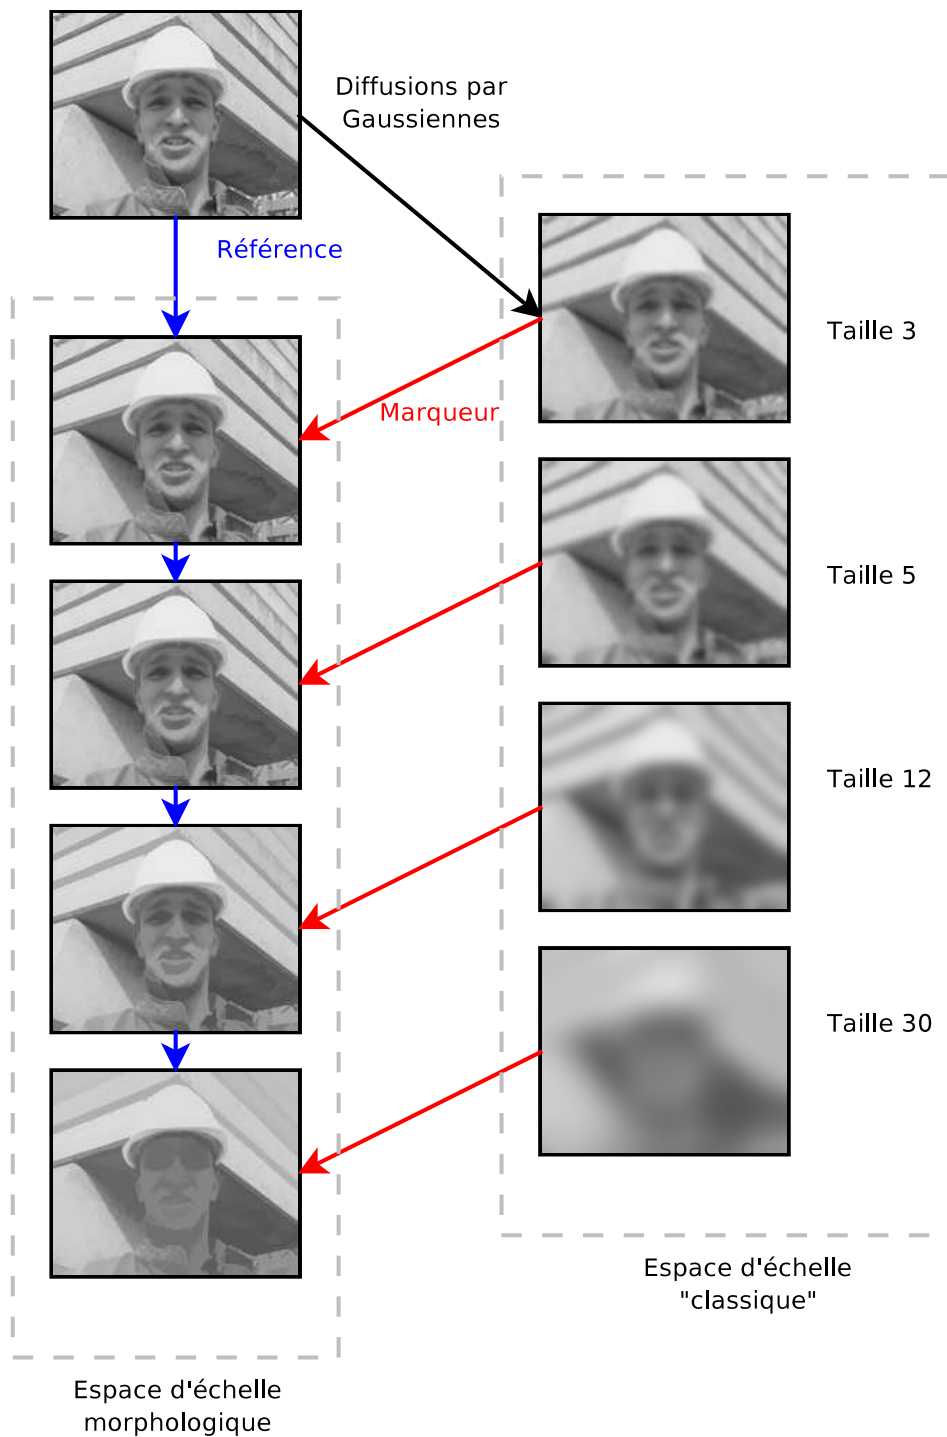 Diffusions par
Gaussiennes
Référence
Taille 3
Marqueur
Taille 5
Taille 12
Taille 30
Espace d'échelle
"classique"
Espace d'échelle
morphologique